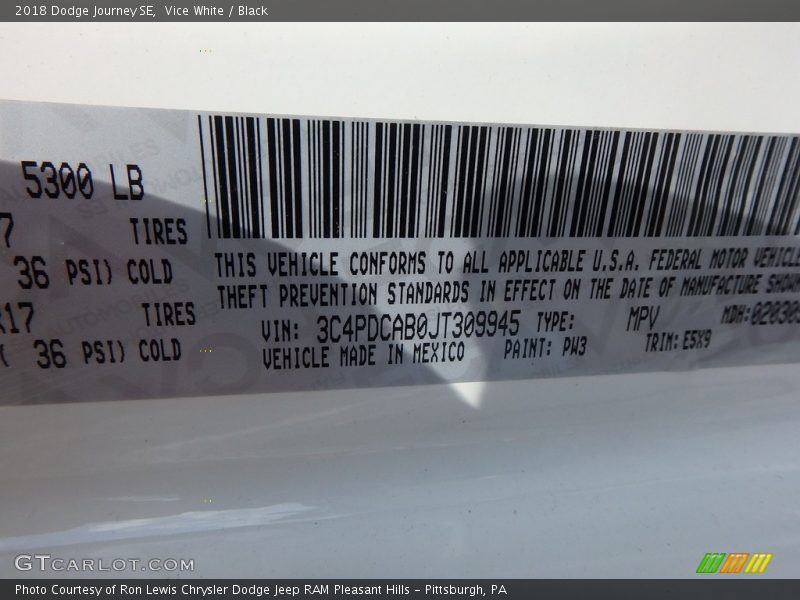 2018 Dodge Journey SE, Vice White / Black
5300 LB
7 TIRES
36 PSI) COLD
R17 TIRES
( 36 PSI) COLD
THIS VEHICLE CONFORMS TO ALL APPLICABLE U.S.A. FEDERAL MOTOR VEHICLE
THEFT PREVENTION STANDARDS IN EFFECT ON THE DATE OF MANUFACTURE SHOWN
VIN: 3C4PDCAB0JT309945 TYPE: MPV MDH: 020303
VEHICLE MADE IN MEXICO PAINT: PW3 TRIM: E5X9
GTCARLOT.COM
Photo Courtesy of Ron Lewis Chrysler Dodge Jeep RAM Pleasant Hills - Pittsburgh, PA